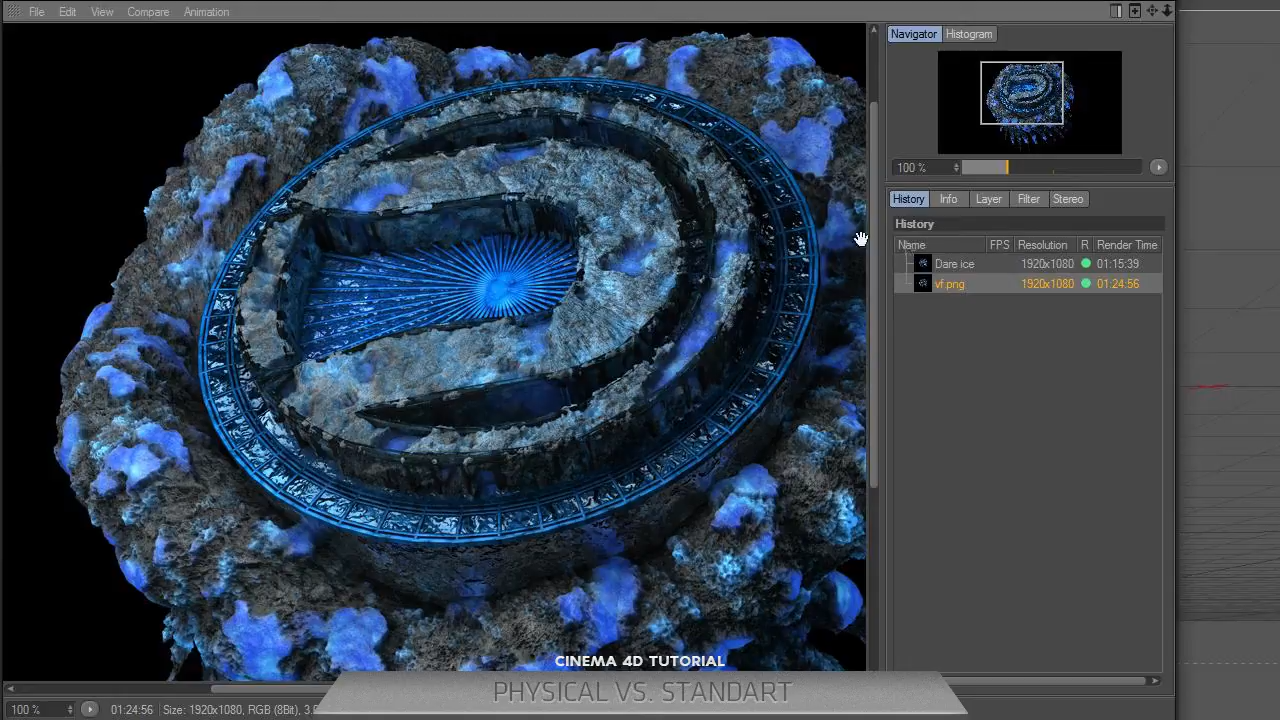 File Edit View Compare Animation
Navigator Histogram
100 %
History Info Layer Filter Stereo
History
Name FPS Resolution R Render Time
Dare ice 1920x1080 01:15:39
vf.png 1920x1080 01:24:56
CINEMA 4D TUTORIAL
PHYSICAL VS. STANDART
100 % 01:24:56 Size: 1920x1080, RGB (8Bit),